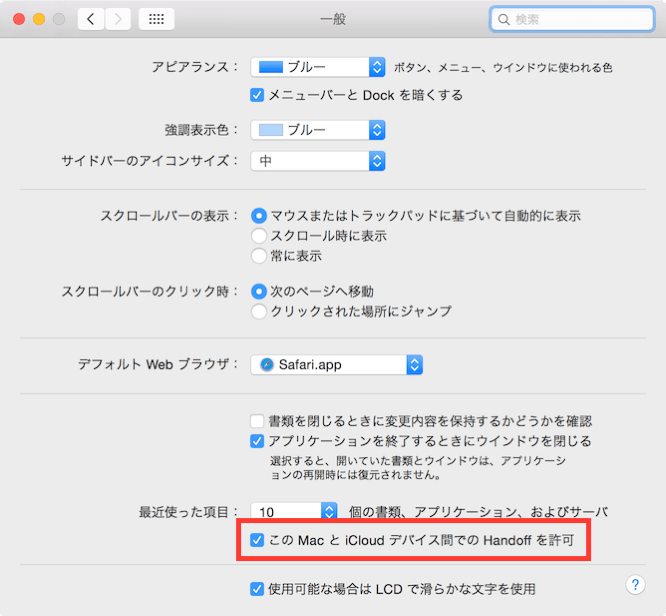 一般
検索
アピアランス： ブルー ボタン、メニュー、ウインドウに使われる色
メニューバーと Dock を暗くする
強調表示色： ブルー
サイドバーのアイコンサイズ： 中
スクロールバーの表示： マウスまたはトラックパッドに基づいて自動的に表示
スクロール時に表示
常に表示
スクロールバーのクリック時： 次のページへ移動
クリックされた場所にジャンプ
デフォルト Web ブラウザ： Safari.app
書類を閉じるときに変更内容を保持するかどうかを確認
アプリケーションを終了するときにウインドウを閉じる
選択すると、開いていた書類とウインドウは、アプリケーシ
ョンの再開時には復元されません。
最近使った項目： 10 個の書類、アプリケーション、およびサーバ
この Mac と iCloud デバイス間での Handoff を許可
使用可能な場合は LCD で滑らかな文字を使用
?